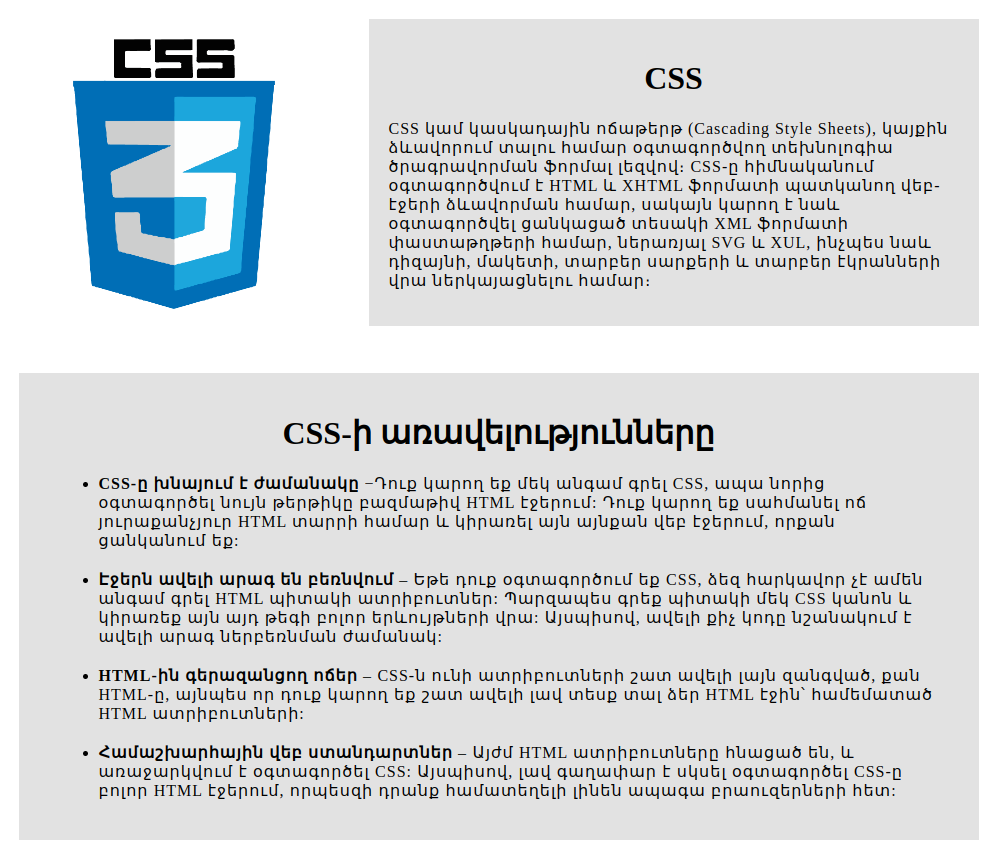 CSS
3
CSS
CSS կամ կասկադային ոճաթերթ (Cascading Style Sheets), կայքին
ձևավորում տալու համար օգտագործվող տեխնոլոգիա
ծրագրավորման ֆորմալ լեզվով։ CSS-ը հիմնականում
օգտագործվում է HTML և XHTML ֆորմատի պատկանող վեբ-
էջերի ձևավորման համար, սակայն կարող է նաև
օգտագործվել ցանկացած տեսակի XML ֆորմատի
փաստաթղթերի համար, ներառյալ SVG և XUL, ինչպես նաև
դիզայնի, մակետի, տարբեր սարքերի և տարբեր էկրանների
վրա ներկայացնելու համար։
CSS-ի առավելությունները
• CSS-ը խնայում է ժամանակը −Դուք կարող եք մեկ անգամ գրել CSS, ապա նորից
օգտագործել նույն թերթիկը բազմաթիվ HTML էջերում: Դուք կարող եք սահմանել ոճ
յուրաքանչյուր HTML տարրի համար և կիրառել այն այնքան վեբ էջերում, որքան
ցանկանում եք:
• Էջերն ավելի արագ են բեռնվում – Եթե դուք օգտագործում եք CSS, ձեզ հարկավոր չէ ամեն
անգամ գրել HTML պիտակի ատրիբուտներ: Պարզապես գրեք պիտակի մեկ CSS կանոն և
կիրառեք այն այդ թեգի բոլոր երևույթների վրա: Այսպիսով, ավելի քիչ կոդը նշանակում է
ավելի արագ ներբեռնման ժամանակ:
• HTML-ին գերազանցող ոճեր – CSS-ն ունի ատրիբուտների շատ ավելի լայն զանգված, քան
HTML-ը, այնպես որ դուք կարող եք շատ ավելի լավ տեսք տալ ձեր HTML էջին՝ համեմատած
HTML ատրիբուտների:
• Համաշխարհային վեբ ստանդարտներ – Այժմ HTML ատրիբուտները հնացած են, և
առաջարկվում է օգտագործել CSS: Այսպիսով, լավ գաղափար է սկսել օգտագործել CSS-ը
բոլոր HTML էջերում, որպեսզի դրանք համատեղելի լինեն ապագա բրաուզերների հետ: